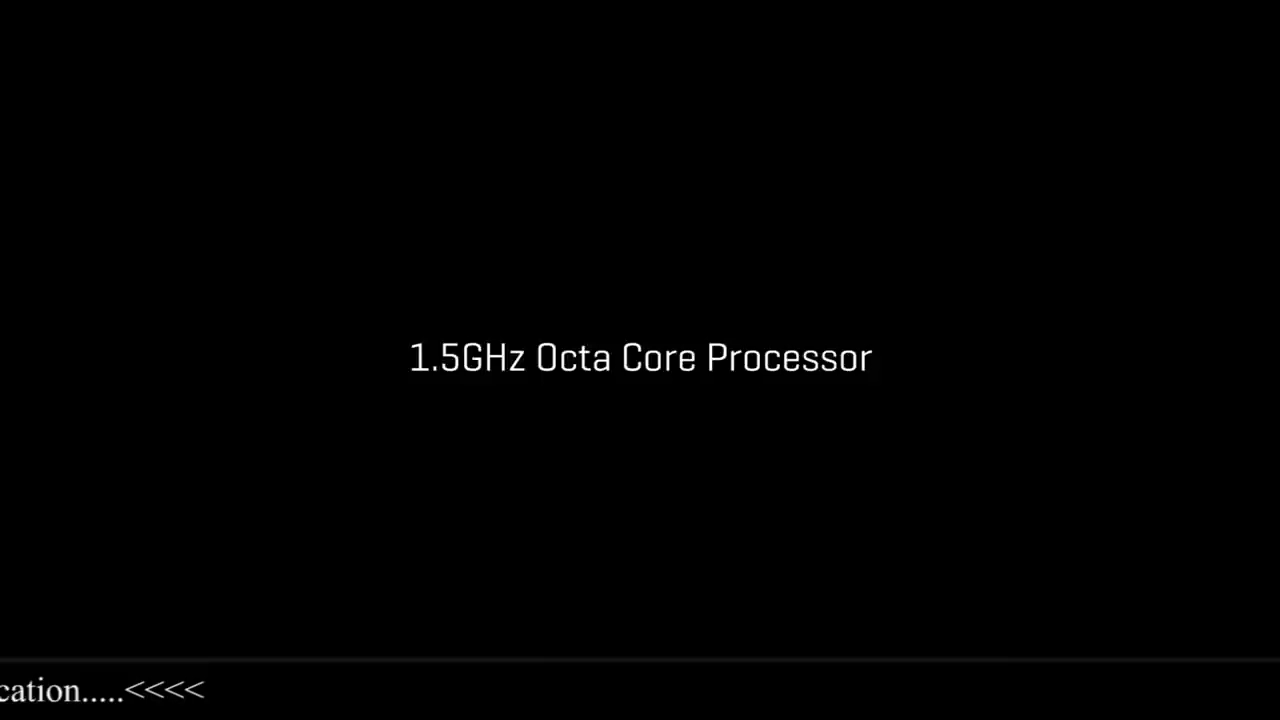 1.5GHz Octa Core Processor
cation.....<<<<